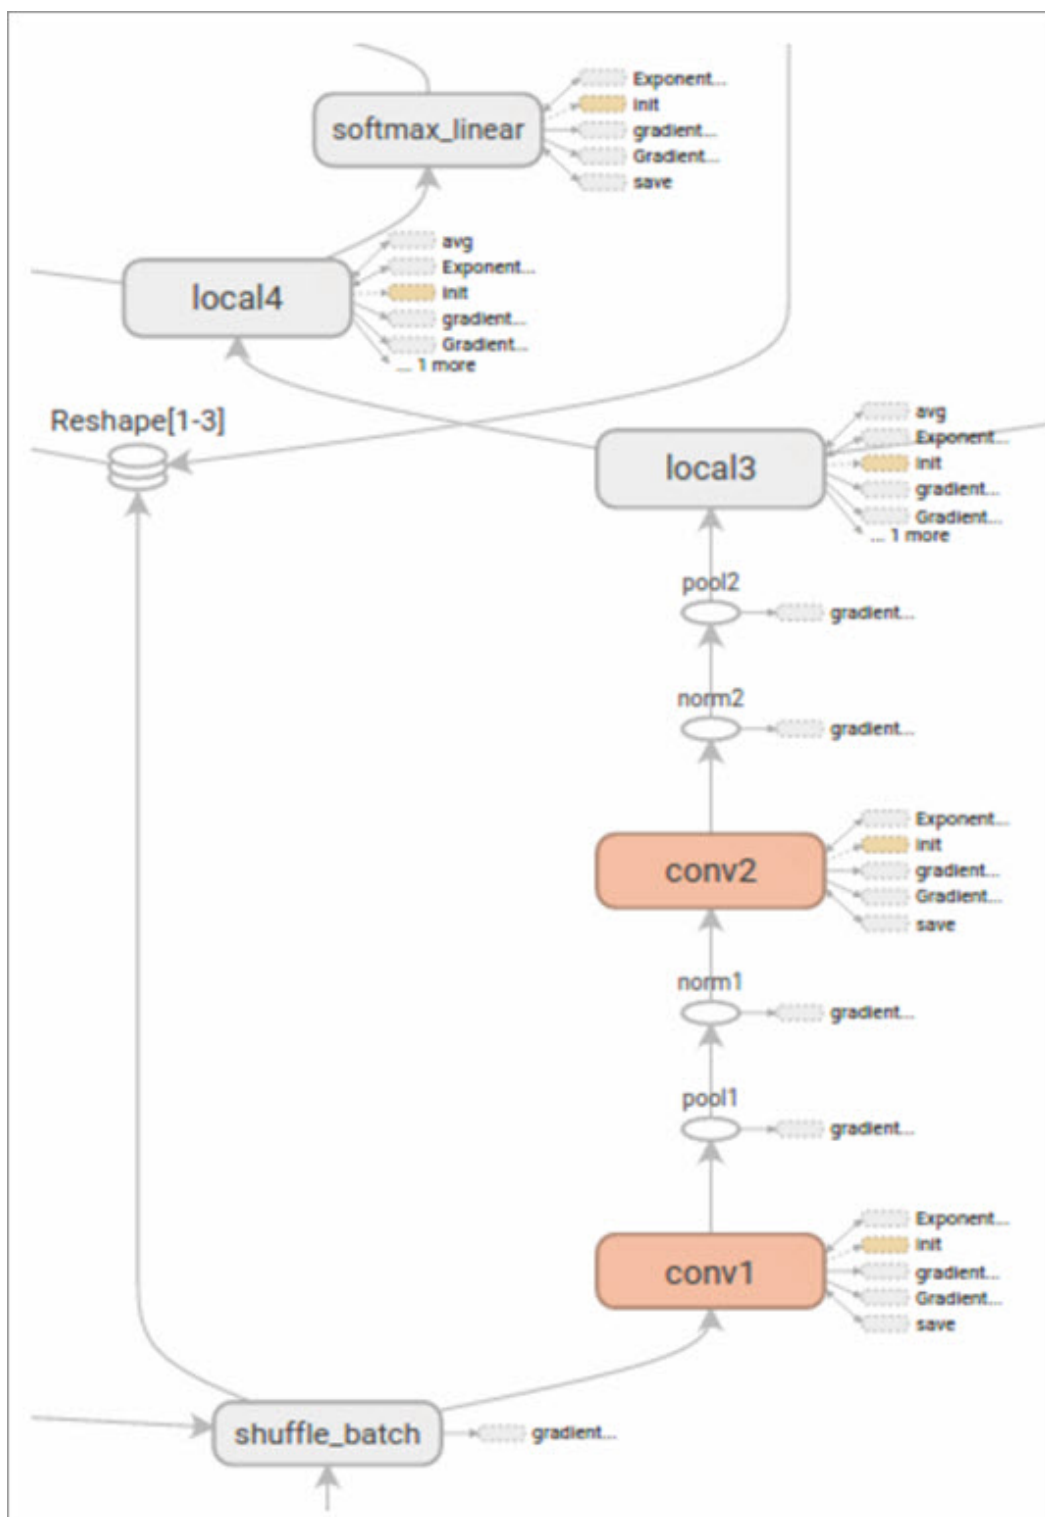 Exponent...
init
softmax_linear
gradient...
Gradient...
save
avg
Exponent...
local4
init
gradient...
Gradient...
... 1 more
Reshape[1-3]
avg
Exponent...
local3
init
gradient...
Gradient...
... 1 more
pool2
gradient...
norm2
gradient...
Exponent...
init
conv2
gradient...
Gradient...
save
norm1
gradient...
pool1
gradient...
Exponent...
init
conv1
gradient...
Gradient...
save
shuffle_batch
gradient...